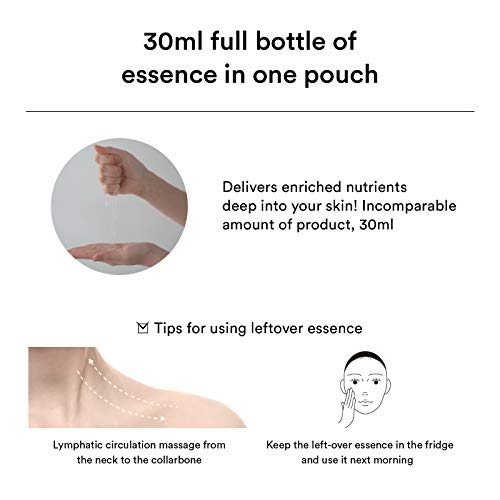 30ml full bottle of
essence in one pouch
Delivers enriched nutrients
deep into your skin! Incomparable
amount of product, 30ml
Tips for using leftover essence
Lymphatic circulation massage from
the neck to the collarbone
Keep the left-over essence in the fridge
and use it next morning